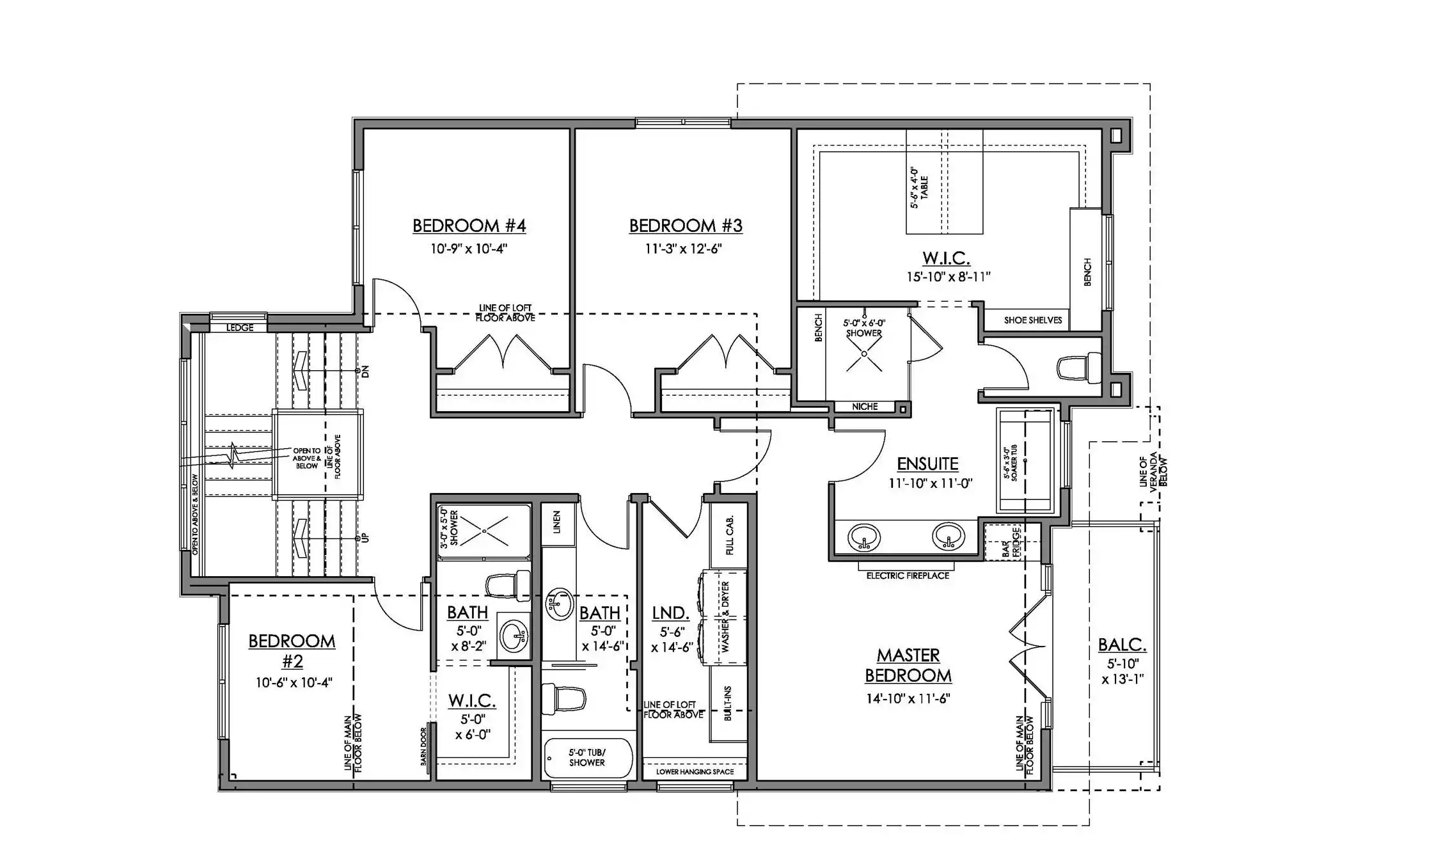 BEDROOM #4
10'-9" x 10'-4"
BEDROOM #3
11'-3" x 12'-6"
5'-6" x 4'-0"
TABLE
W.I.C.
15'-10" x 8'-11"
BENCH
SHOE SHELVES
LINE OF LOFT
FLOOR ABOVE
BENCH
5'-0" x 6'-0"
SHOWER
NICHE
LEDGE
DN
OPEN TO
ABOVE &
BELOW
LINE OF
FLOOR ABOVE
OPEN TO ABOVE & BELOW
UP
ENSUITE
11'-10" x 11'-0"
5'-6" x 3'-0"
SOAKER TUB
LINE OF
VERANDA
BELOW
3'-0" x 5'-0"
SHOWER
LINEN
FULL CAB.
BAR
FRIDGE
ELECTRIC FIREPLACE
BEDROOM
#2
10'-6" x 10'-4"
BATH
5'-0"
x 8'-2"
BATH
5'-0"
x 14'-6"
LND.
5'-6"
x 14'-6"
WASHER & DRYER
MASTER
BEDROOM
14'-10" x 11'-6"
BALC.
5'-10"
x 13'-1"
W.I.C.
5'-0"
x 6'-0"
BUILT-INS
LINE OF LOFT
FLOOR ABOVE
LINE OF MAIN
FLOOR BELOW
BARN DOOR
5'-0" TUB/
SHOWER
LOWER HANGING SPACE
LINE OF MAIN
FLOOR BELOW